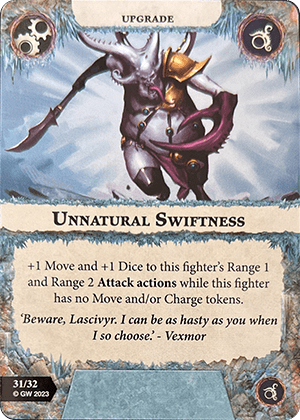 UPGRADE
UNNATURAL SWIFTNESS
+1 Move and +1 Dice to this fighter's Range 1
and Range 2 Attack actions while this fighter
has no Move and/or Charge tokens.
'Beware, Lascivyr. I can be as hasty as you when
I so choose.' - Vexmor
31/32
© GW 2023